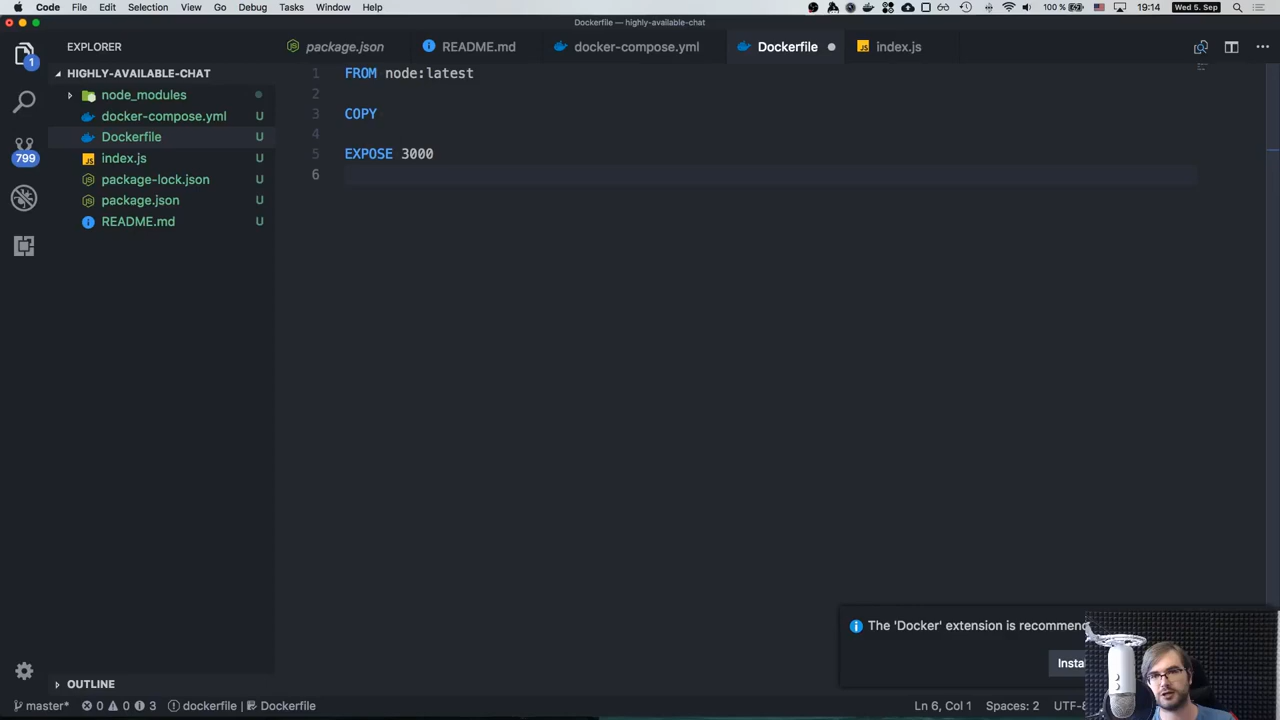 Code File Edit Selection View Go Debug Tasks Window Help 100 % Wed 5. Sep 19:14
Dockerfile — highly-available-chat
EXPLORER
package.json README.md docker-compose.yml Dockerfile index.js
1
HIGHLY-AVAILABLE-CHAT
node_modules
docker-compose.yml U
Dockerfile U
index.js U
package-lock.json U
package.json U
README.md U
799
1 FROM node:latest
2
3 COPY
4
5 EXPOSE 3000
6
The 'Docker' extension is
OUTLINE
master* 0 0 3 dockerfile Dockerfile Ln 6, Col 1 Spaces: 2